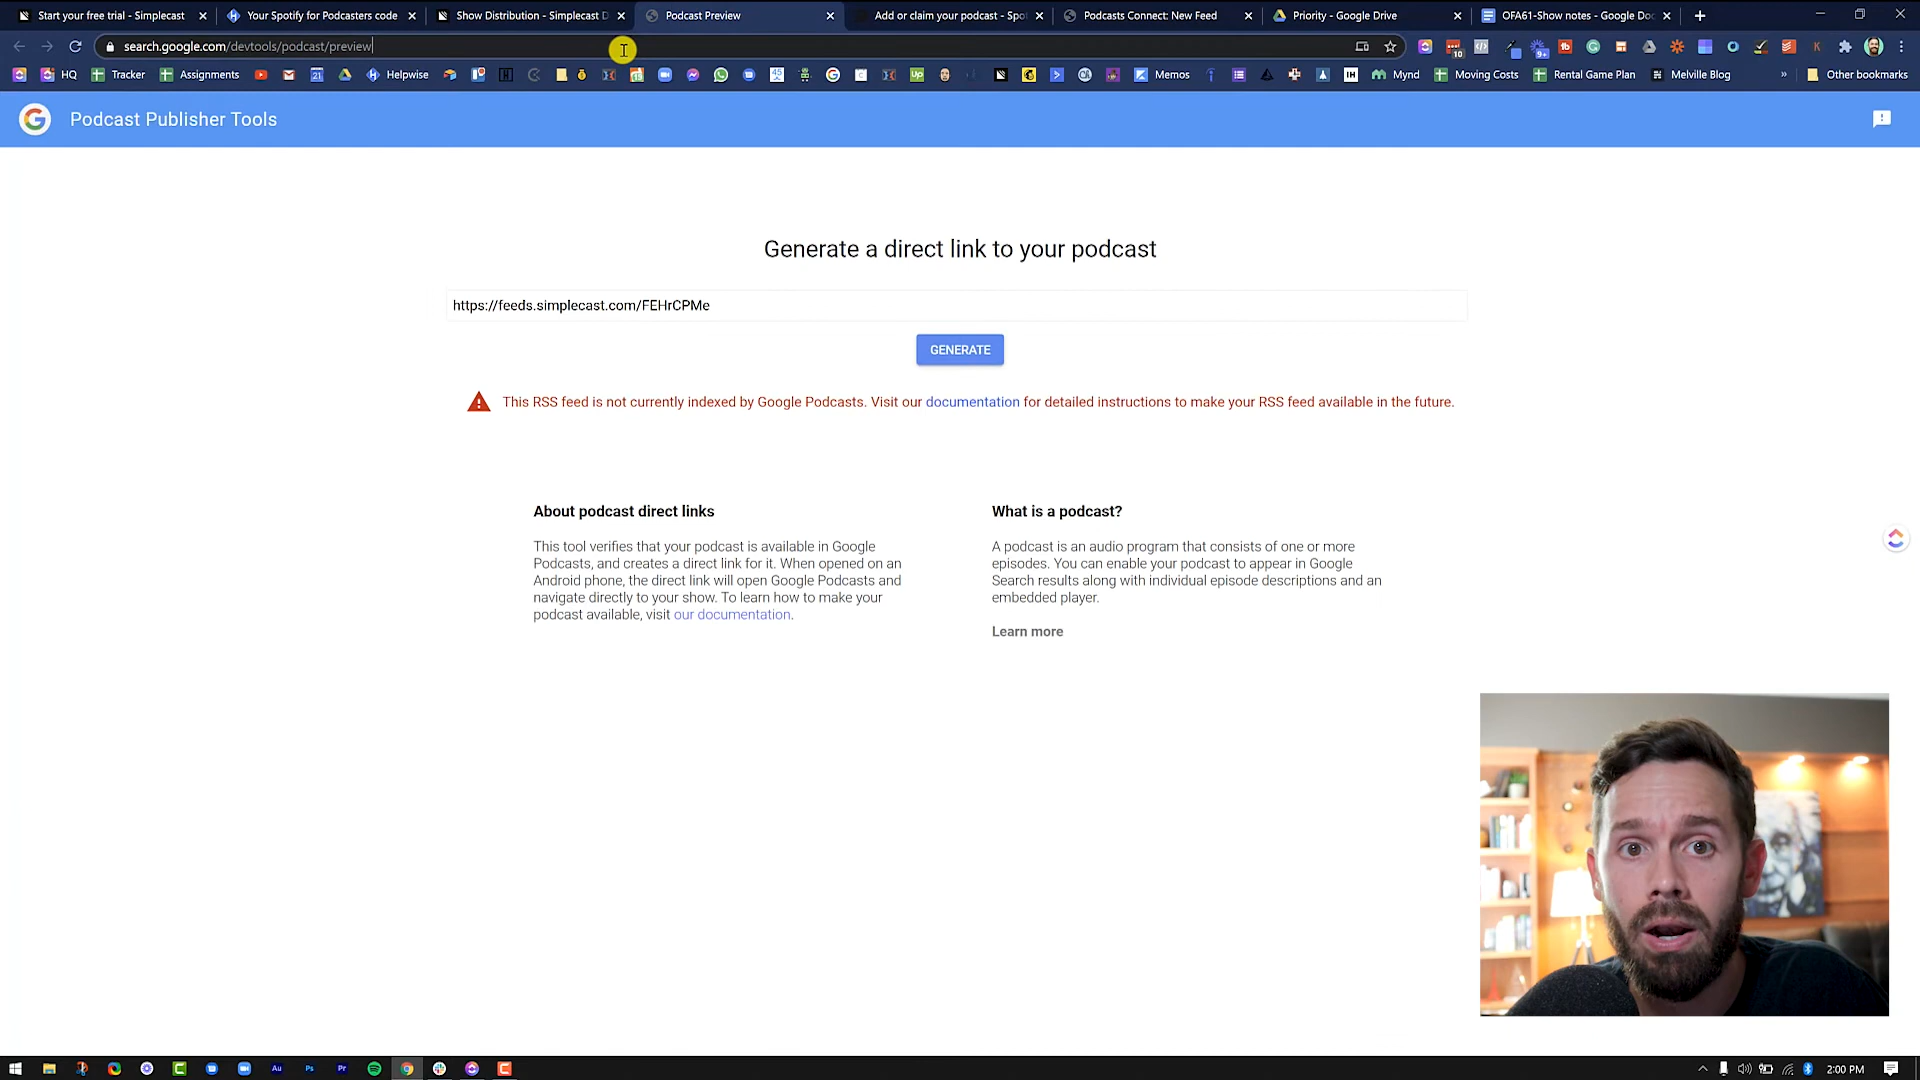 Start your free trial - Simplecast
Your Spotify for Podcasters code
Show Distribution - Simplecast D
Podcast Preview
Add or claim your podcast - Spo
Podcasts Connect: New Feed
Priority - Google Drive
OFA61-Show notes - Google Doc
search.google.com/devtools/podcast/preview
HQ
Tracker
Assignments
Helpwise
Memos
Mynd
Moving Costs
Rental Game Plan
Melville Blog
Other bookmarks
Podcast Publisher Tools
Generate a direct link to your podcast
https://feeds.simplecast.com/FEHrCPMe
GENERATE
This RSS feed is not currently indexed by Google Podcasts. Visit our documentation for detailed instructions to make your RSS feed available in the future.
About podcast direct links
This tool verifies that your podcast is available in Google
Podcasts, and creates a direct link for it. When opened on an
Android phone, the direct link will open Google Podcasts and
navigate directly to your show. To learn how to make your
podcast available, visit our documentation.
What is a podcast?
A podcast is an audio program that consists of one or more
episodes. You can enable your podcast to appear in Google
Search results along with individual episode descriptions and an
embedded player.
Learn more
2:00 PM